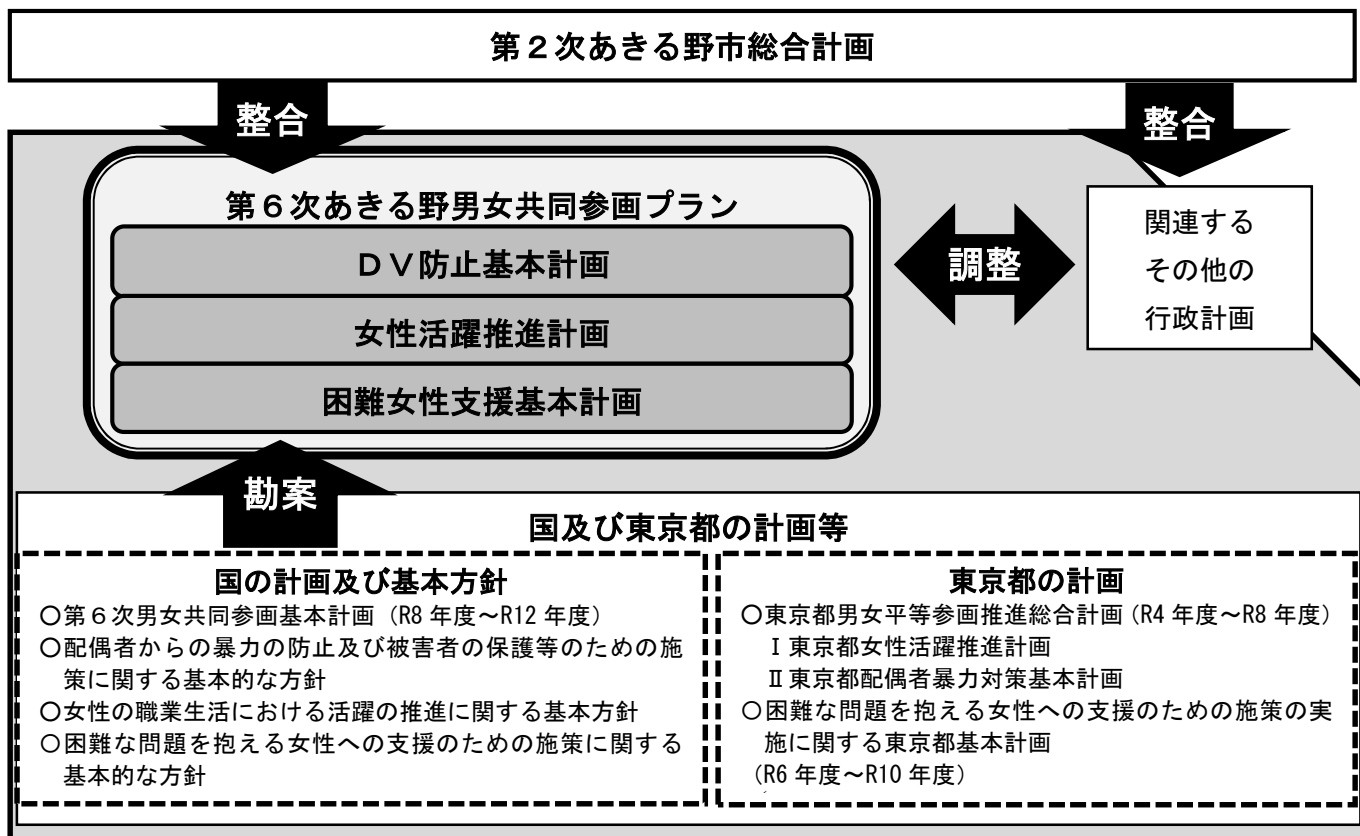 第２次あきる野市総合計画
整合
整合
第６次あきる野男女共同参画プラン
ＤＶ防止基本計画
女性活躍推進計画
困難女性支援基本計画
調整
関連する
その他の
行政計画
勘案
国及び東京都の計画等
国の計画及び基本方針
〇第６次男女共同参画基本計画（R8 年度～R12 年度）
〇配偶者からの暴力の防止及び被害者の保護等のための施
策に関する基本的な方針
〇女性の職業生活における活躍の推進に関する基本方針
〇困難な問題を抱える女性への支援のための施策に関する
基本的な方針
東京都の計画
〇東京都男女平等参画推進総合計画（R4 年度～R8 年度）
Ⅰ東京都女性活躍推進計画
Ⅱ東京都配偶者暴力対策基本計画
〇困難な問題を抱える女性への支援のための施策の実
施に関する東京都基本計画
（R6 年度～R10 年度）